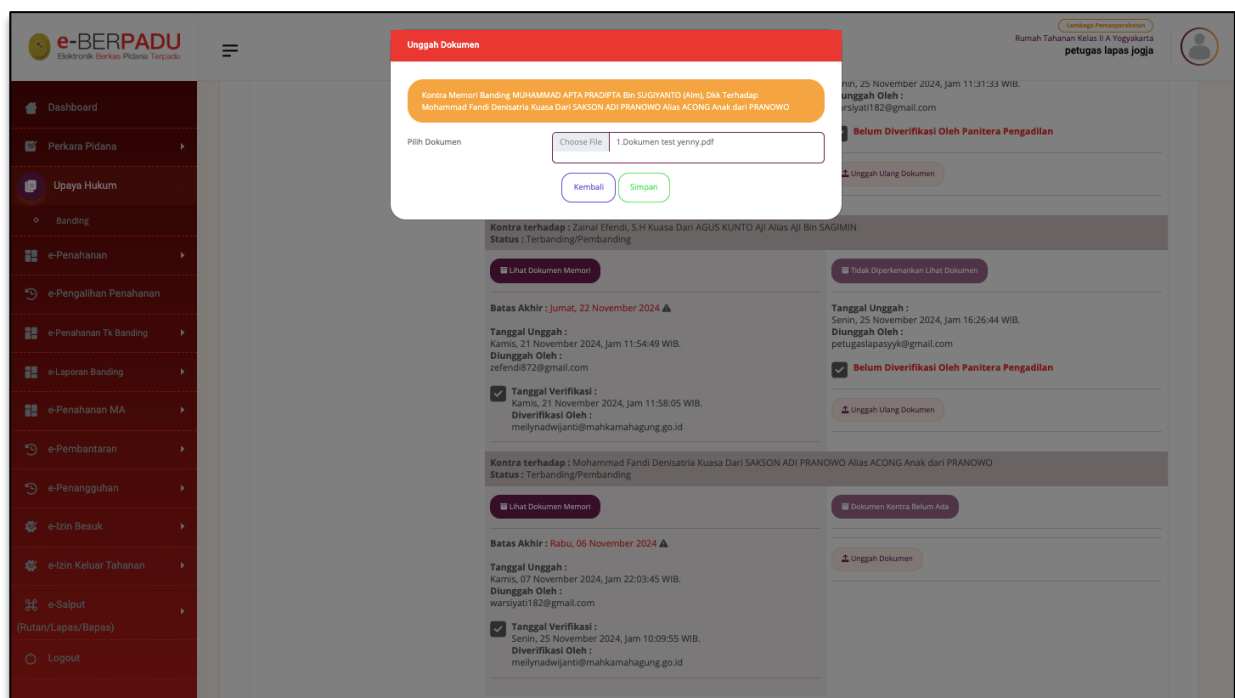 e-BERPADU
Elektronik Berkas Pidana Terpadu
Lembaga Pemasyarakatan
Rumah Tahanan Kelas II A Yogyakarta
petugas lapas jogja
Dashboard
Perkara Pidana
Upaya Hukum
Banding
e-Penahanan
e-Pengalihan Penahanan
e-Penahanan Tk Banding
e-Laporan Banding
e-Penahanan MA
e-Pembantaran
e-Penangguhan
e-Izin Besuk
e-Izin Keluar Tahanan
e-Salput
(Rutan/Lapas/Bapas)
Logout
Unggah Dokumen
Kontra Memori Banding MUHAMMAD APTA PRADIPTA Bin SUGIYANTO (Alm), Dkk Terhadap
Mohammad Fandi Denisatria Kuasa Dari SAKSON ADI PRANOWO Alias ACONG Anak dari PRANOWO
Pilih Dokumen
Choose File 1.Dokumen test yenny.pdf
Kembali
Simpan
25 November 2024, Jam 11:31:33 WIB.
Oleh :
Belum Diverifikasi Oleh Panitera Pengadilan
Unggah Ulang Dokumen
Kontra terhadap : Zainal Efendi, S.H Kuasa Dari AGUS KUNTO AJI Alias AJI Bin SAGIMIN
Status : Terbanding/Pembanding
Lihat Dokumen Memori
Batas Akhir : Jumat, 22 November 2024
Tanggal Unggah :
Kamis, 21 November 2024, Jam 11:54:49 WIB.
Diunggah Oleh :
zefendi872@gmail.com
Tanggal Verifikasi :
Kamis, 21 November 2024, Jam 11:58:05 WIB.
Diverifikasi Oleh :
meilynadwijanti@mahkamahagung.go.id
Tidak Diperkenankan Lihat Dokumen
Tanggal Unggah :
Senin, 25 November 2024, Jam 16:26:44 WIB.
Diunggah Oleh :
petugaslapasyyk@gmail.com
Belum Diverifikasi Oleh Panitera Pengadilan
Unggah Ulang Dokumen
Kontra terhadap : Mohammad Fandi Denisatria Kuasa Dari SAKSON ADI PRANOWO Alias ACONG Anak dari PRANOWO
Status : Terbanding/Pembanding
Lihat Dokumen Memori
Batas Akhir : Rabu, 06 November 2024
Tanggal Unggah :
Kamis, 07 November 2024, Jam 22:03:45 WIB.
Diunggah Oleh :
warsiyati182@gmail.com
Tanggal Verifikasi :
Senin, 25 November 2024, Jam 10:09:55 WIB.
Diverifikasi Oleh :
meilynadwijanti@mahkamahagung.go.id
Dokumen Kontra Belum Ada
Unggah Dokumen